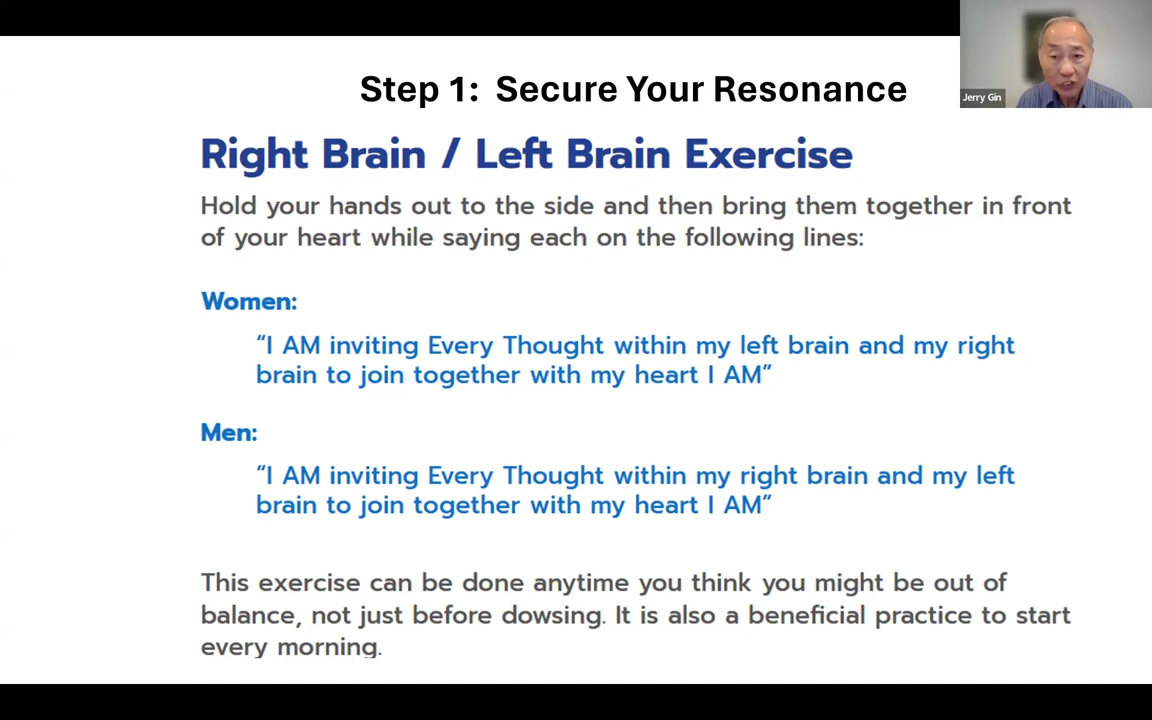 Step 1: Secure Your Resonance
Jerry Gin
Right Brain / Left Brain Exercise
Hold your hands out to the side and then bring them together in front
of your heart while saying each on the following lines:
Women:
“I AM inviting Every Thought within my left brain and my right
brain to join together with my heart I AM”
Men:
“I AM inviting Every Thought within my right brain and my left
brain to join together with my heart I AM”
This exercise can be done anytime you think you might be out of
balance, not just before dowsing. It is also a beneficial practice to start
every morning.